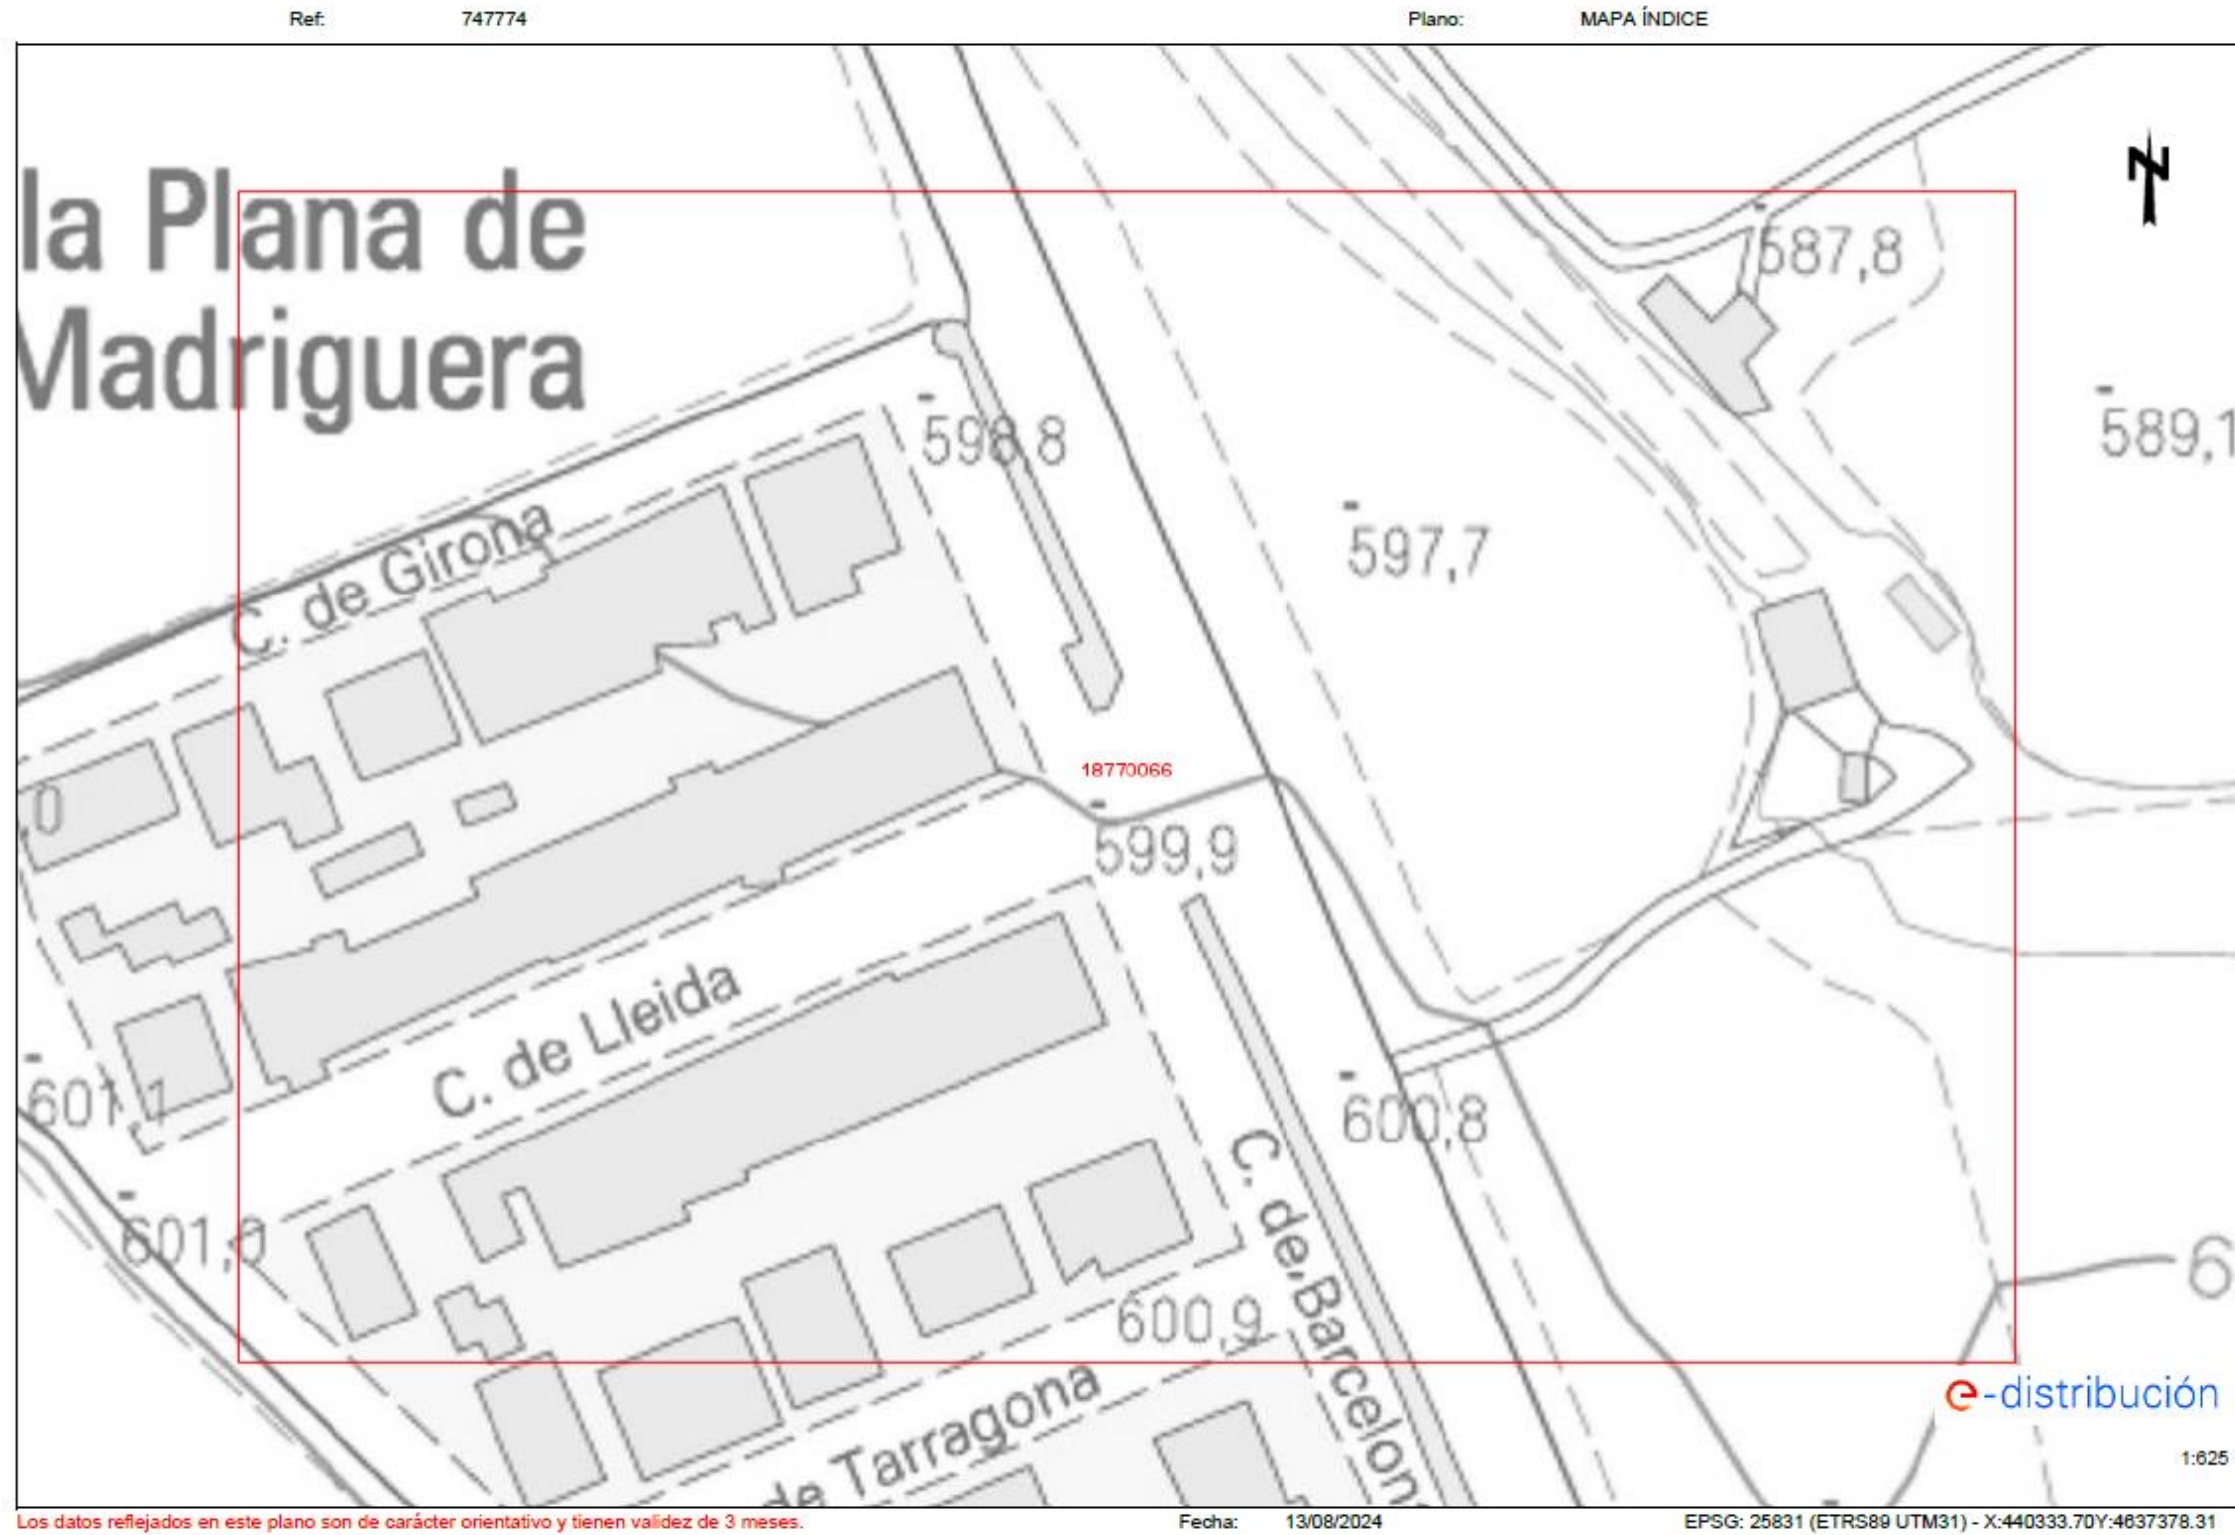 Ref: 747774 Plano: MAPA ÍNDICE
la Plana de
Madriguera
587,8
589,1
598,8
597,7
C. de Girona
18770066
599,9
C. de Lleida
601,1
600,8
601,0
C. de Barcelon
600,9
6
de Tarragona
e-distribución
1:625
Los datos reflejados en este plano son de carácter orientativo y tienen validez de 3 meses. Fecha: 13/08/2024 EPSG: 25831 (ETRS89 UTM31) - X:440333.70Y:4637378.31